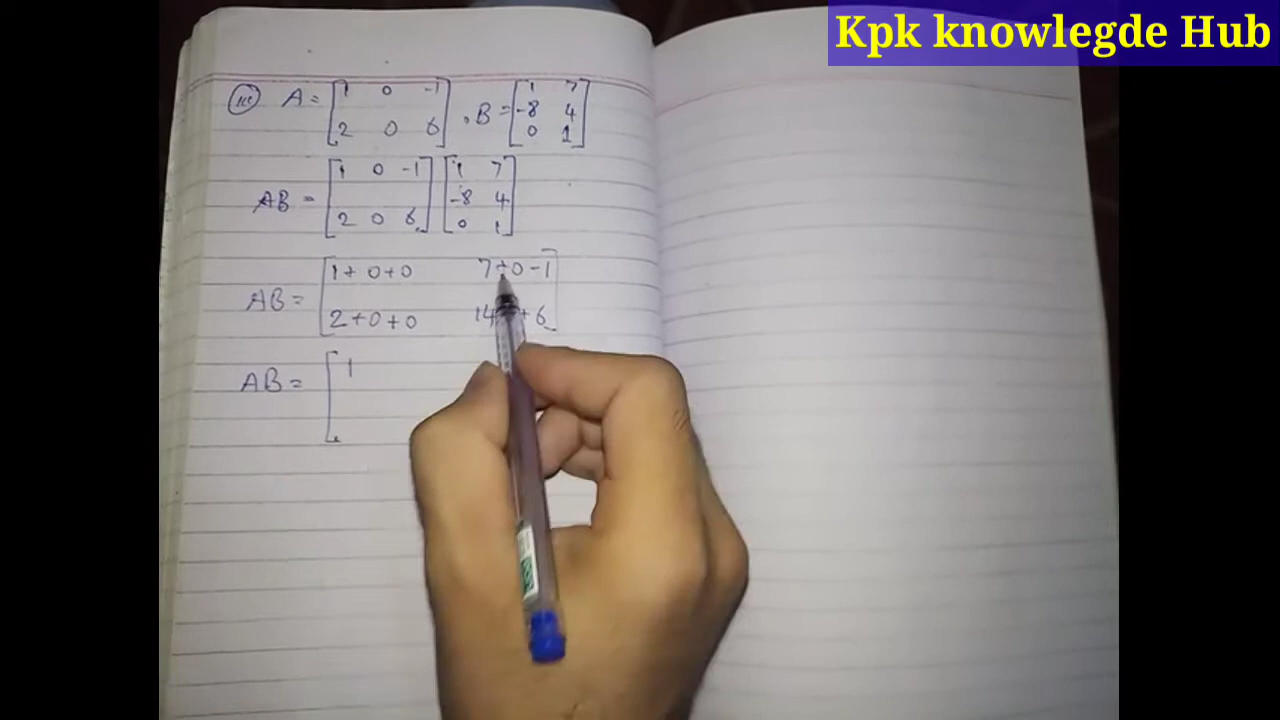 Kpk knowlegde Hub
(iii) A = [1 0 -1; 2 0 6], B = [1 7; -8 4; 0 1]
AB = [1 0 -1; 2 0 6] [1 7; -8 4; 0 1]
AB = [1 + 0 + 0 7 + 0 - 1; 2 + 0 + 0 14 + 6]
AB = [1